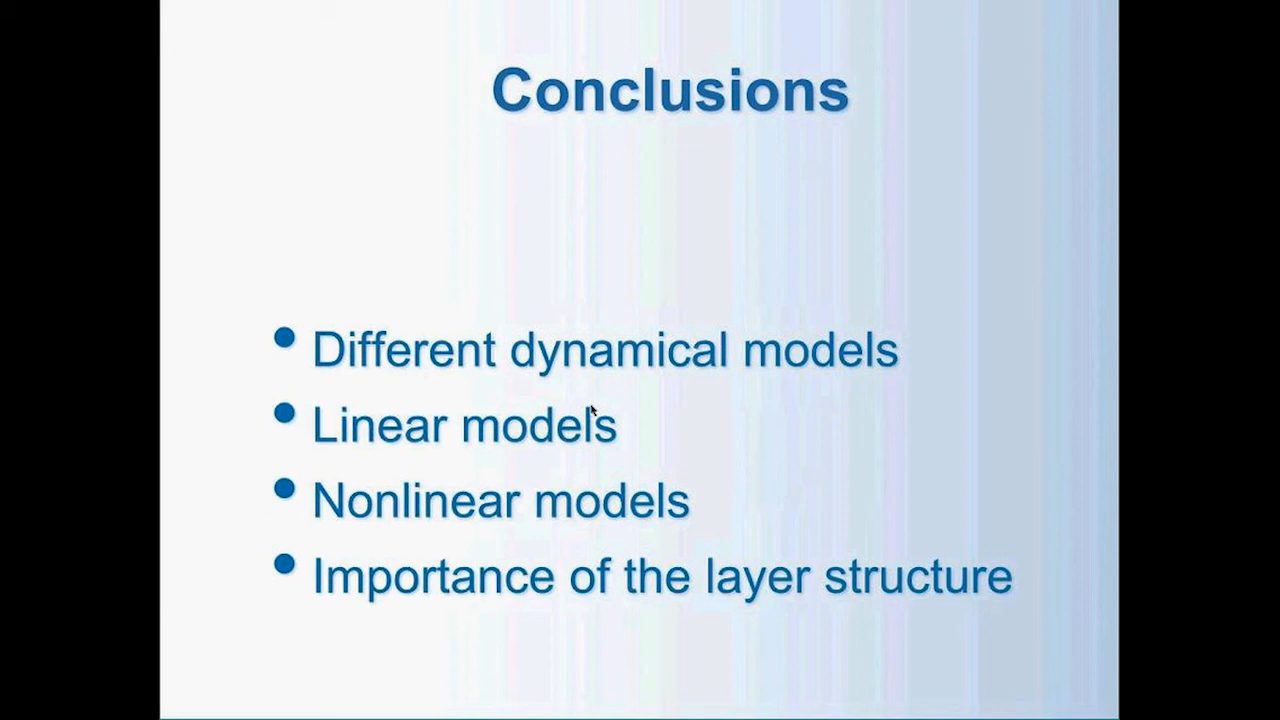 Conclusions
• Different dynamical models
• Linear models
• Nonlinear models
• Importance of the layer structure